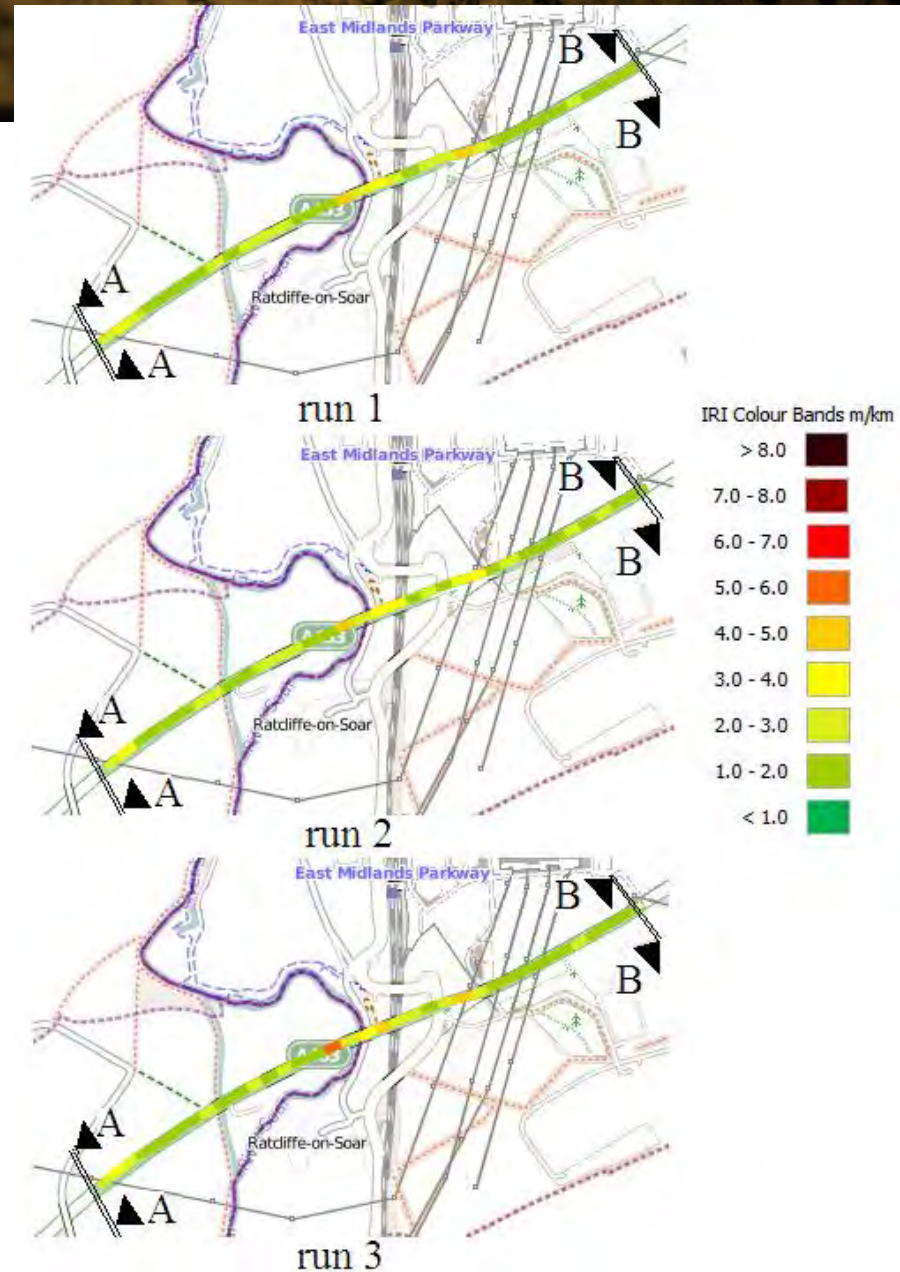 East Midlands Parkway
B
B
A453
A
Ratcliffe-on-Soar
A
run 1
IRI Colour Bands m/km
> 8.0
7.0 - 8.0
6.0 - 7.0
5.0 - 6.0
4.0 - 5.0
3.0 - 4.0
2.0 - 3.0
1.0 - 2.0
< 1.0
East Midlands Parkway
B
B
A
Ratcliffe-on-Soar
A
run 2
East Midlands Parkway
B
B
A
Ratcliffe-on-Soar
A
run 3